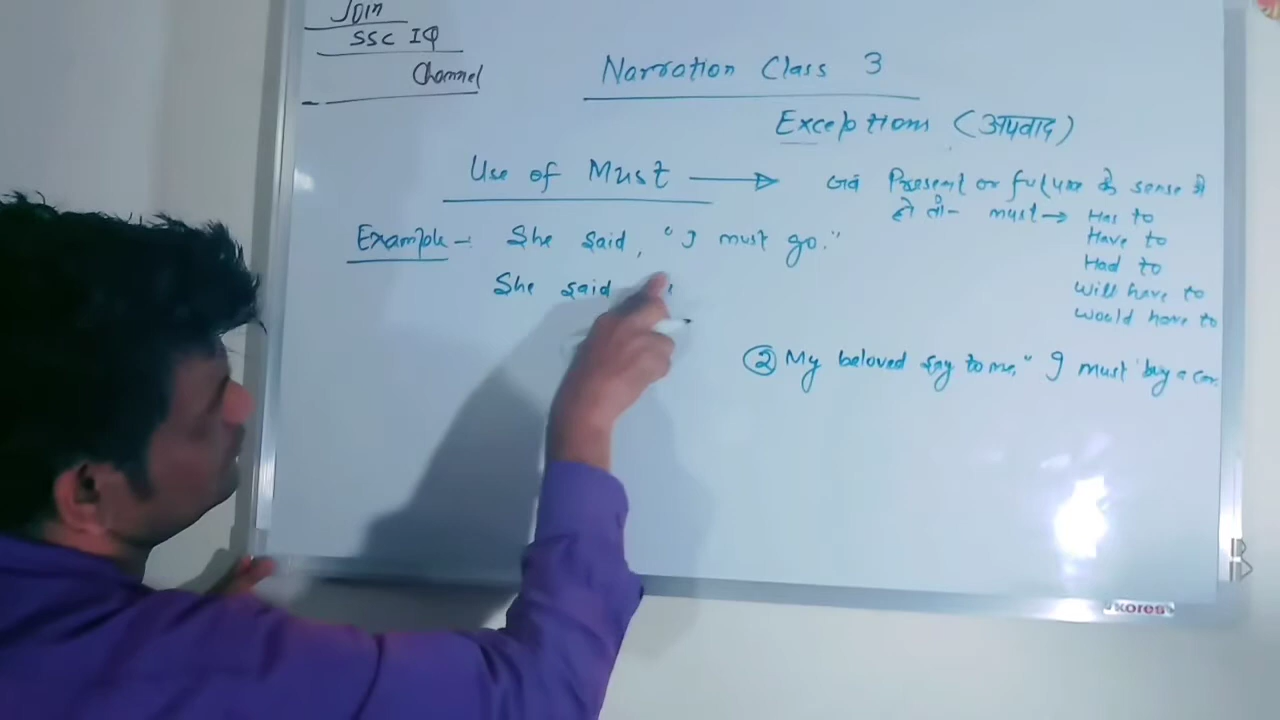 Join
SSC IQ
Channel
Narration Class 3
Exceptions (अपवाद)
Use of Must → जब Present or future के sense में
हो तो- must → Has to
Have to
Had to
Will have to
Would have to
Example -: She said, "I must go."
She said
② My beloved say to me, "I must buy a car.
kores